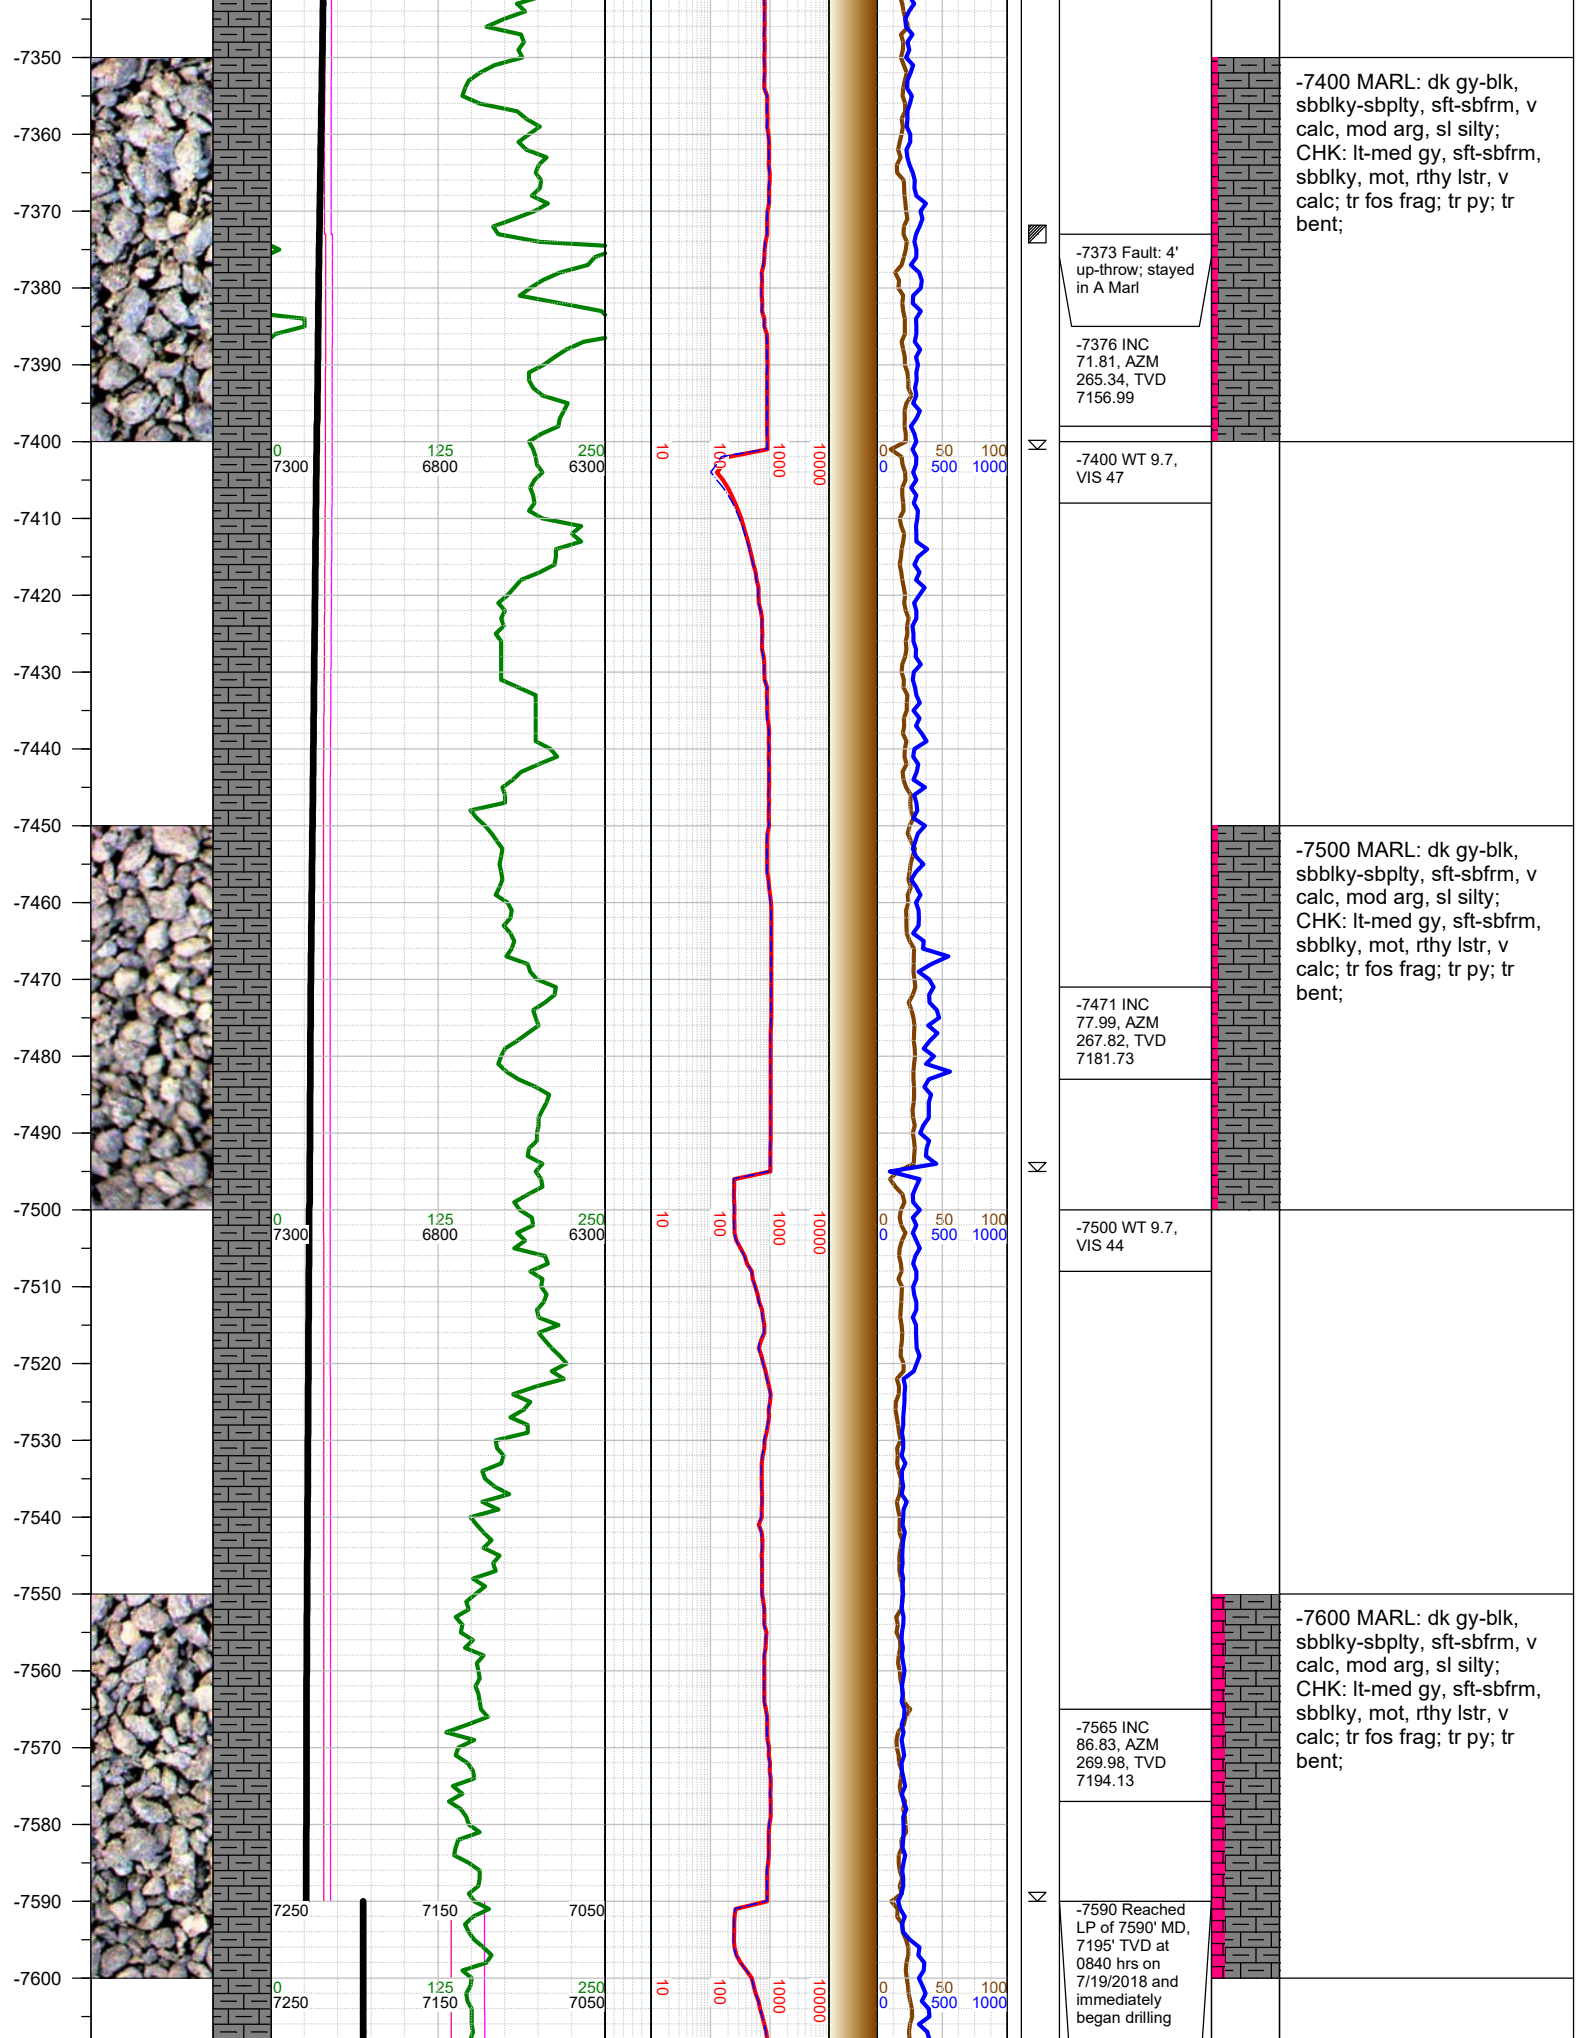 -7350
-7360
-7370
-7380
-7390
-7400
-7410
-7420
-7430
-7440
-7450
-7460
-7470
-7480
-7490
-7500
-7510
-7520
-7530
-7540
-7550
-7560
-7570
-7580
-7590
-7600
0 125 250
7300 6800 6300
10 100 1000 10000
0 50 100
0 500 1000
0 125 250
7300 6800 6300
10 100 1000 10000
0 50 100
0 500 1000
7250 7150 7050
0 125 250
7250 7150 7050
10 100 1000 10000
0 50 100
0 500 1000
-7373 Fault: 4'
up-throw; stayed
in A Marl
-7376 INC
71.81, AZM
265.34, TVD
7156.99
-7400 WT 9.7,
VIS 47
-7471 INC
77.99, AZM
267.82, TVD
7181.73
-7500 WT 9.7,
VIS 44
-7565 INC
86.83, AZM
269.98, TVD
7194.13
-7590 Reached
LP of 7590' MD,
7195' TVD at
0840 hrs on
7/19/2018 and
immediately
began drilling
-7400 MARL: dk gy-blk,
sbblky-sbplty, sft-sbfrm, v
calc, mod arg, sl silty;
CHK: lt-med gy, sft-sbfrm,
sbblky, mot, rthy lstr, v
calc; tr fos frag; tr py; tr
bent;
-7500 MARL: dk gy-blk,
sbblky-sbplty, sft-sbfrm, v
calc, mod arg, sl silty;
CHK: lt-med gy, sft-sbfrm,
sbblky, mot, rthy lstr, v
calc; tr fos frag; tr py; tr
bent;
-7600 MARL: dk gy-blk,
sbblky-sbplty, sft-sbfrm, v
calc, mod arg, sl silty;
CHK: lt-med gy, sft-sbfrm,
sbblky, mot, rthy lstr, v
calc; tr fos frag; tr py; tr
bent;